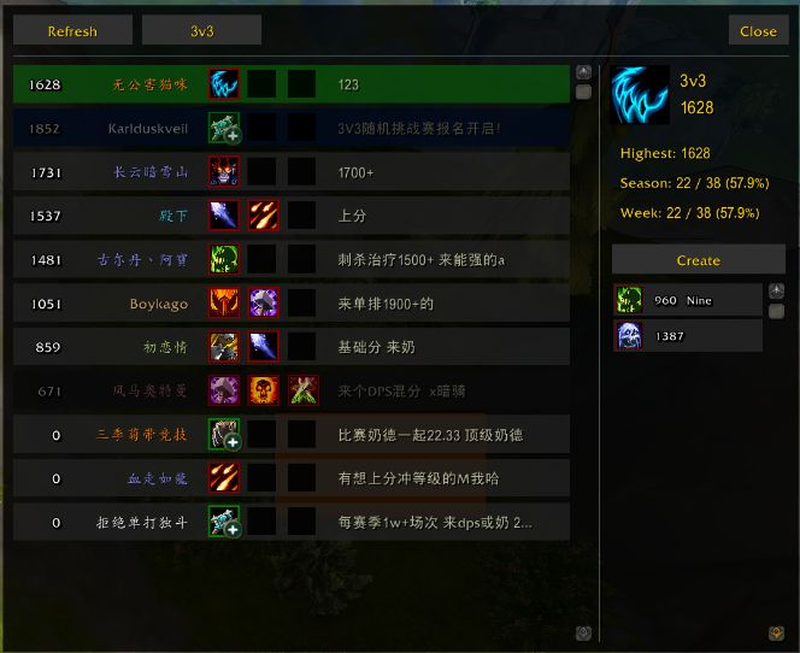 Refresh 3v3 Close
1628 无公害猫咪 123
1852 Karlduskveil 3V3随机挑战赛报名开启!
1731 长云暗雪山 1700+
1537 殿下 上分
1481 古尔丹、阿寶 刺杀治疗1500+ 来能强的a
1051 Boykago 来单排1900+的
859 初恋情 基础分 来奶
671 风马奥特曼 来个DPS混分 x暗骑
0 三季萌带竞技 比赛奶德一起22.33 顶级奶德
0 血走如龍 有想上分冲等级的M我哈
0 拒绝单打独斗 每赛季1w+场次 来dps或奶 2...
3v3
1628
Highest: 1628
Season: 22 / 38 (57.9%)
Week: 22 / 38 (57.9%)
Create
960 Nine
1387